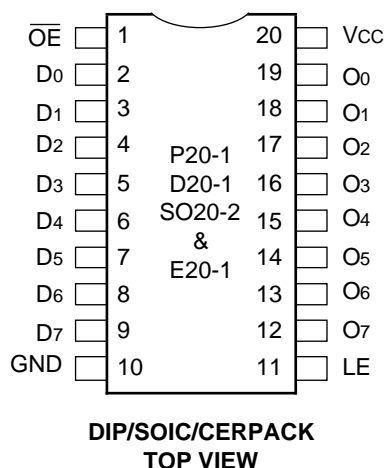 OE 1 20 VCC
D0 2 19 O0
D1 3 18 O1
D2 4 17 O2
D3 5 16 O3
D4 6 15 O4
D5 7 14 O5
D6 8 13 O6
D7 9 12 O7
GND 10 11 LE
P20-1
D20-1
SO20-2
&
E20-1
DIP/SOIC/CERPACK
TOP VIEW